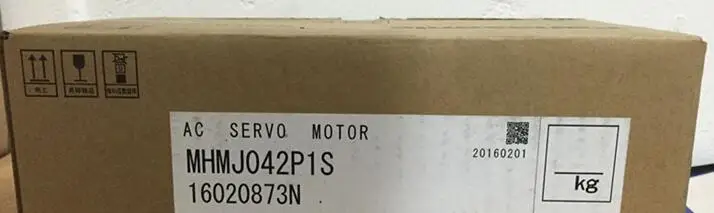 AC SERVO MOTOR
MHMJ042P1S
20160201
16020873N
kg